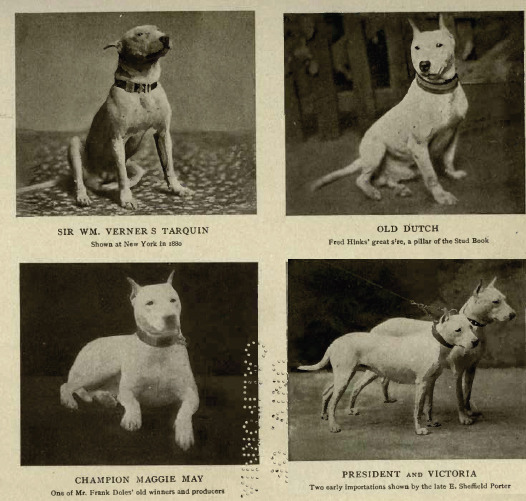 SIR WM. VERNER S TARQUIN
Shown at New York in 1880
OLD DUTCH
Fred Hinks' great sire, a pillar of the Stud Book
CHAMPION MAGGIE MAY
One of Mr. Frank Doles' old winners and producers
PRESIDENT AND VICTORIA
Two early importations shown by the late E. Sheffield Porter